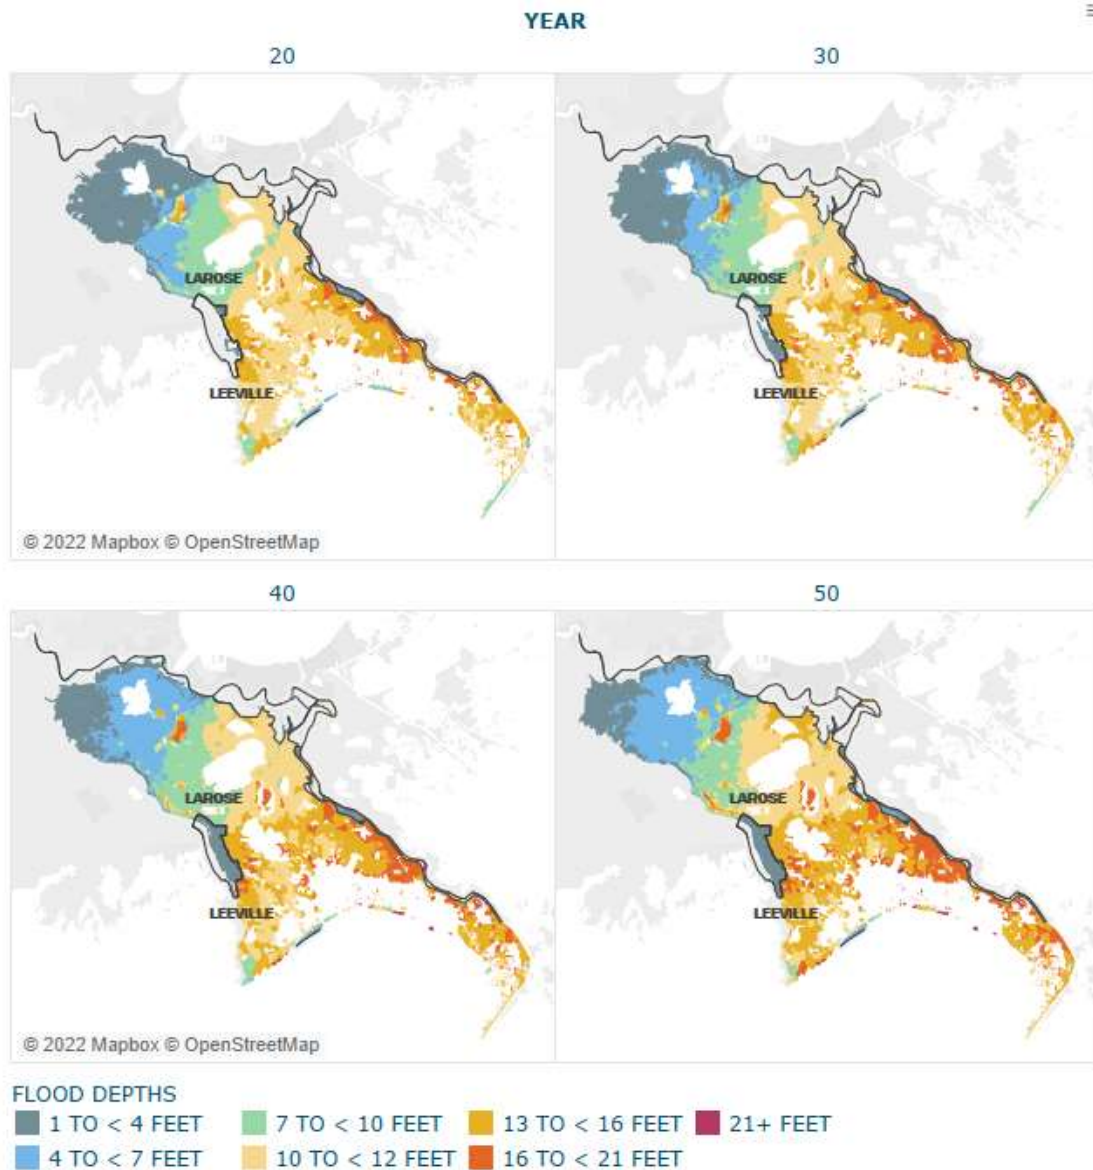 YEAR
20 30
LAROSE LAROSE
LEEVILLE LEEVILLE
© 2022 Mapbox © OpenStreetMap
40 50
LAROSE LAROSE
LEEVILLE LEEVILLE
© 2022 Mapbox © OpenStreetMap
FLOOD DEPTHS
1 TO < 4 FEET 7 TO < 10 FEET 13 TO < 16 FEET 21+ FEET
4 TO < 7 FEET 10 TO < 12 FEET 16 TO < 21 FEET